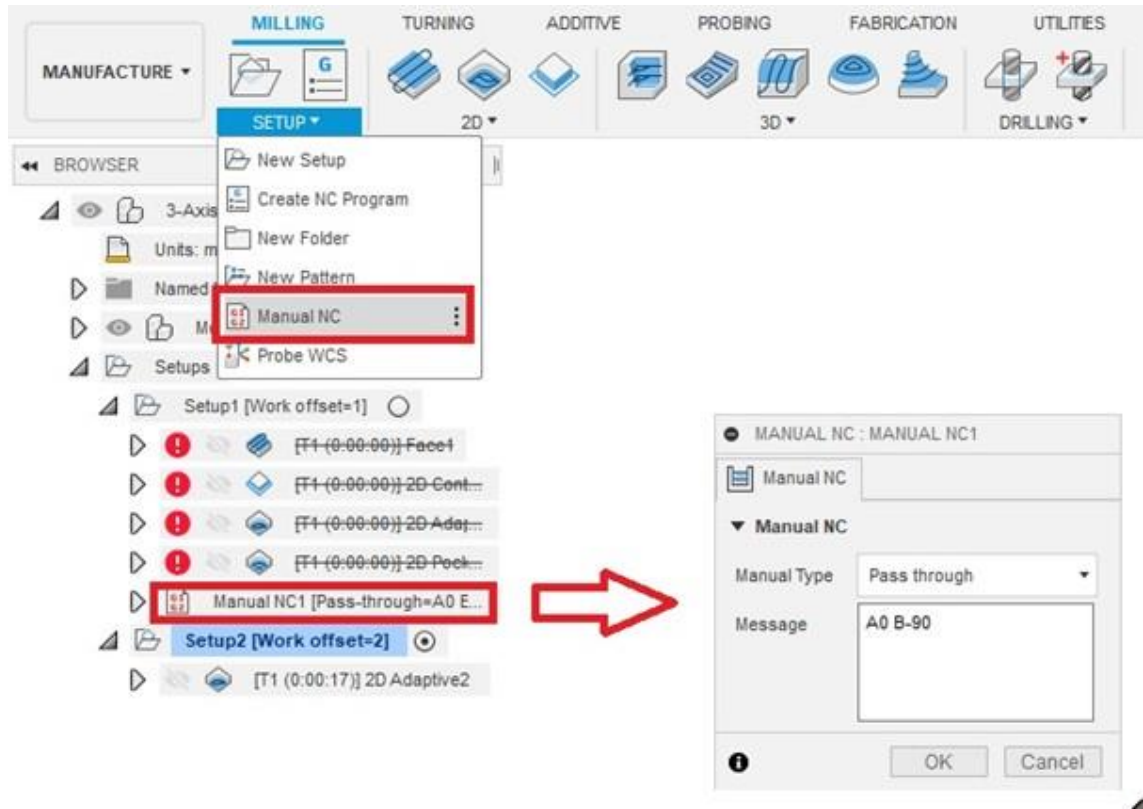 MILLING TURNING ADDITIVE PROBING FABRICATION UTILITIES
MANUFACTURE
G
SETUP 2D 3D DRILLING
BROWSER
New Setup
Create NC Program
New Folder
New Pattern
Manual NC
Probe WCS
3-Axis
Units: m
Named
Setups
Setup1 [Work offset=1]
[T1 (0:00:00)] Face1
[T1 (0:00:00)] 2D Cont...
[T1 (0:00:00)] 2D Adap...
[T1 (0:00:00)] 2D Pock...
Manual NC1 [Pass-through=A0 E...
Setup2 [Work offset=2]
[T1 (0:00:17)] 2D Adaptive2
MANUAL NC : MANUAL NC1
Manual NC
Manual NC
Manual Type Pass through
Message A0 B-90
OK Cancel